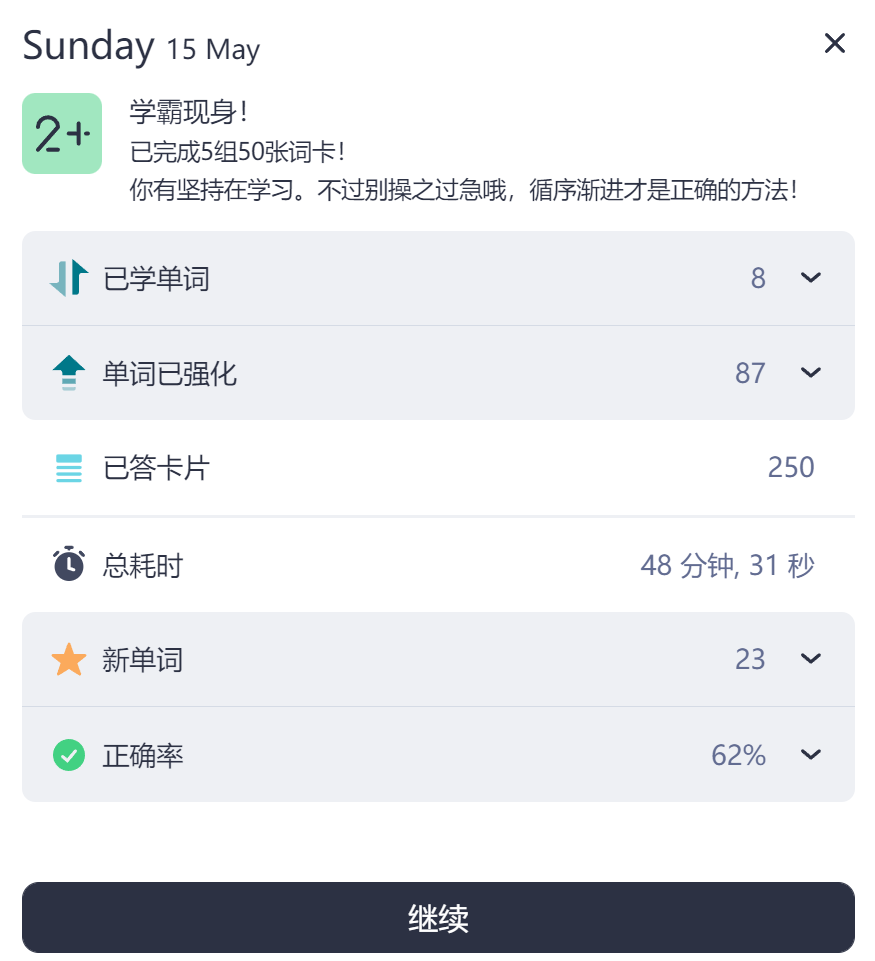 Sunday 15 May
2+
学霸现身！
已完成5组50张词卡！
你有坚持在学习。不过别操之过急哦，循序渐进才是正确的方法！
已学单词 8
单词已强化 87
已答卡片 250
总耗时 48 分钟, 31 秒
新单词 23
正确率 62%
继续